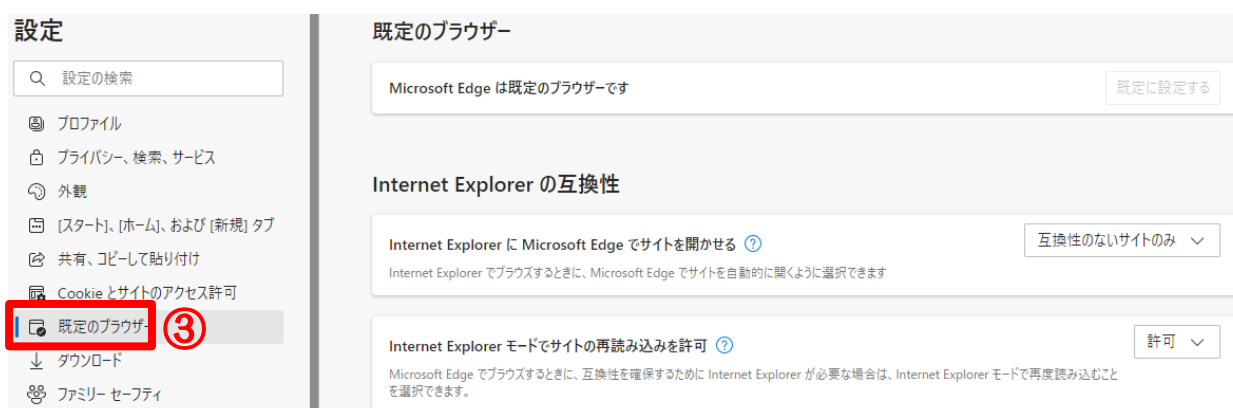 設定
設定の検索
プロファイル
プライバシー、検索、サービス
外観
[スタート]、[ホーム]、および [新規] タブ
共有、コピーして貼り付け
Cookie とサイトのアクセス許可
既定のブラウザー
③
ダウンロード
ファミリー セーフティ
既定のブラウザー
Microsoft Edge は既定のブラウザーです
既定に設定する
Internet Explorer の互換性
Internet Explorer に Microsoft Edge でサイトを開かせる ?
互換性のないサイトのみ
Internet Explorer でブラウズするときに、Microsoft Edge でサイトを自動的に開くように選択できます
Internet Explorer モードでサイトの再読み込みを許可 ?
許可
Microsoft Edge でブラウズするときに、互換性を確保するために Internet Explorer が必要な場合は、Internet Explorer モードで再度読み込むこと
を選択できます。